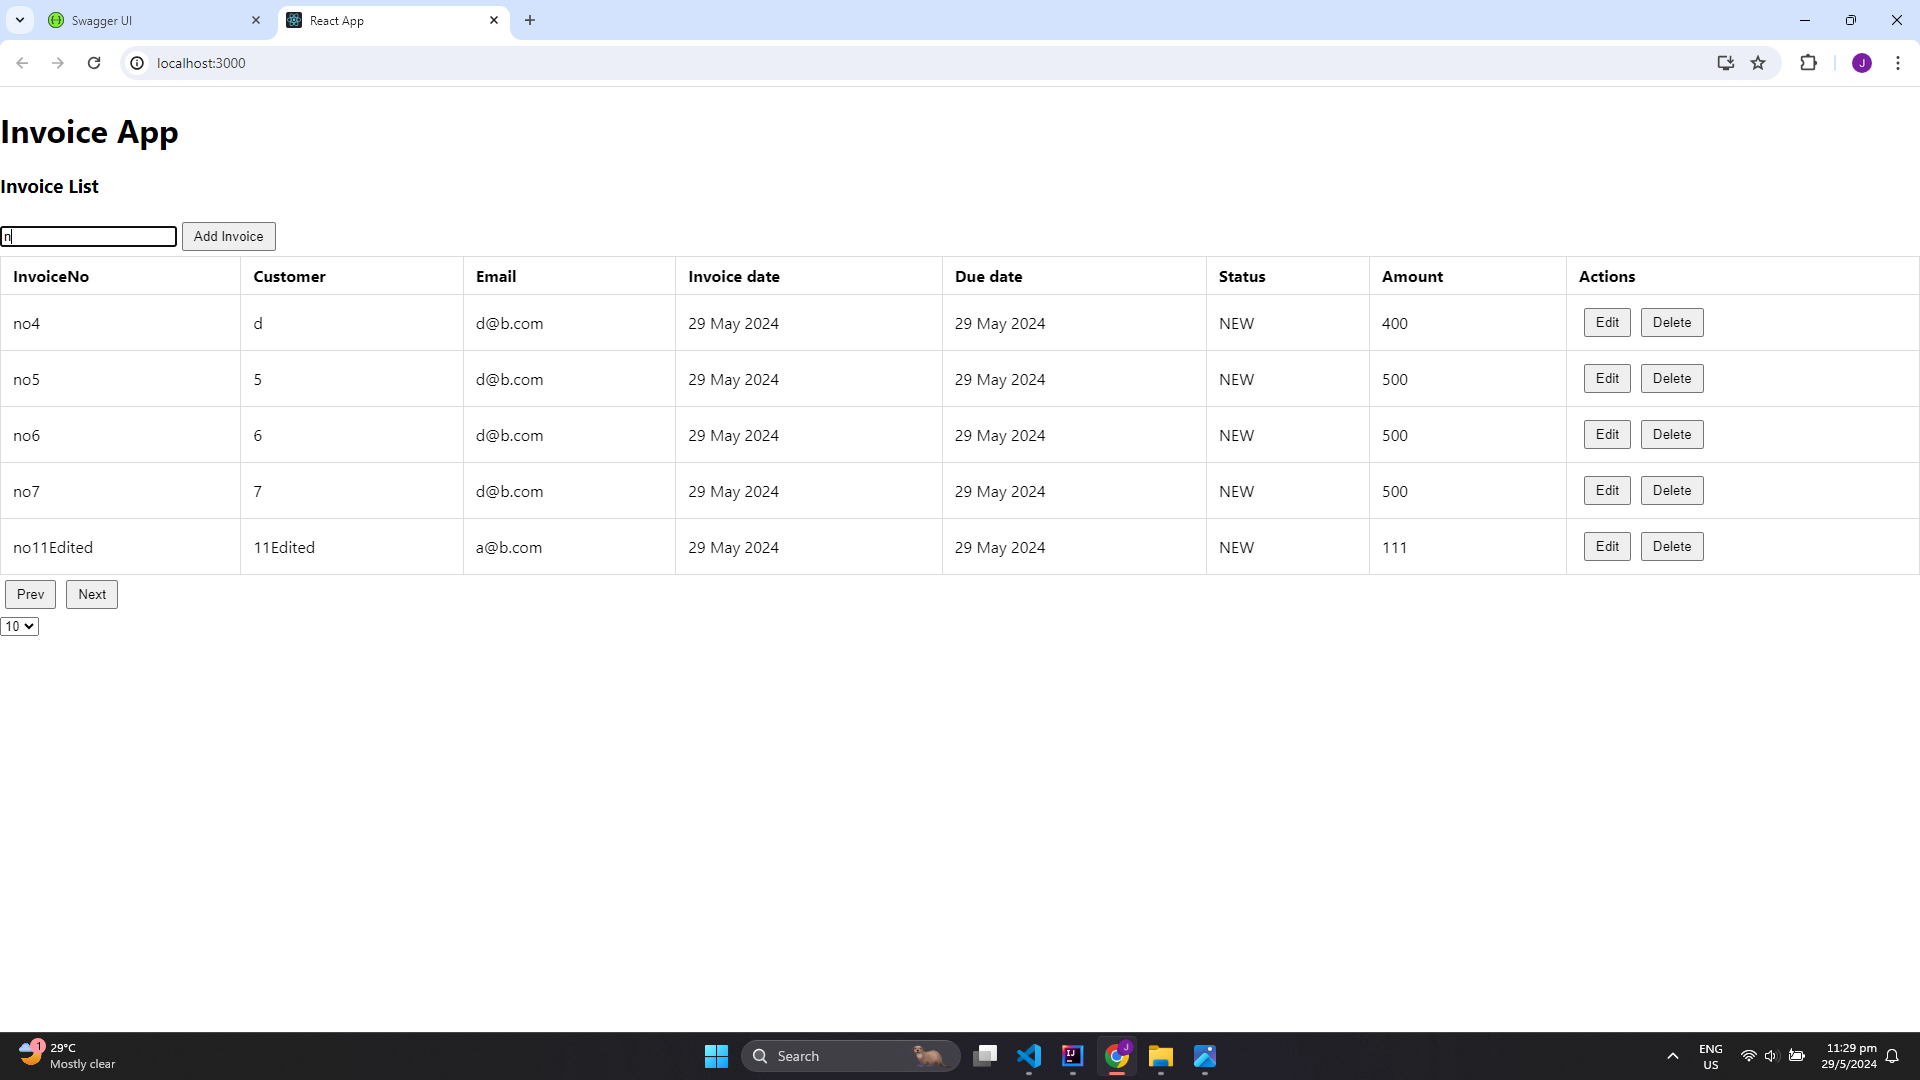 Swagger UI
React App
localhost:3000
J
Invoice App
Invoice List
n
Add Invoice
InvoiceNo Customer Email Invoice date Due date Status Amount Actions
no4 d d@b.com 29 May 2024 29 May 2024 NEW 400 Edit Delete
no5 5 d@b.com 29 May 2024 29 May 2024 NEW 500 Edit Delete
no6 6 d@b.com 29 May 2024 29 May 2024 NEW 500 Edit Delete
no7 7 d@b.com 29 May 2024 29 May 2024 NEW 500 Edit Delete
no11Edited 11Edited a@b.com 29 May 2024 29 May 2024 NEW 111 Edit Delete
Prev Next
10
1
29°C
Mostly clear
Search
IJ
J
ENG
US
11:29 pm
29/5/2024